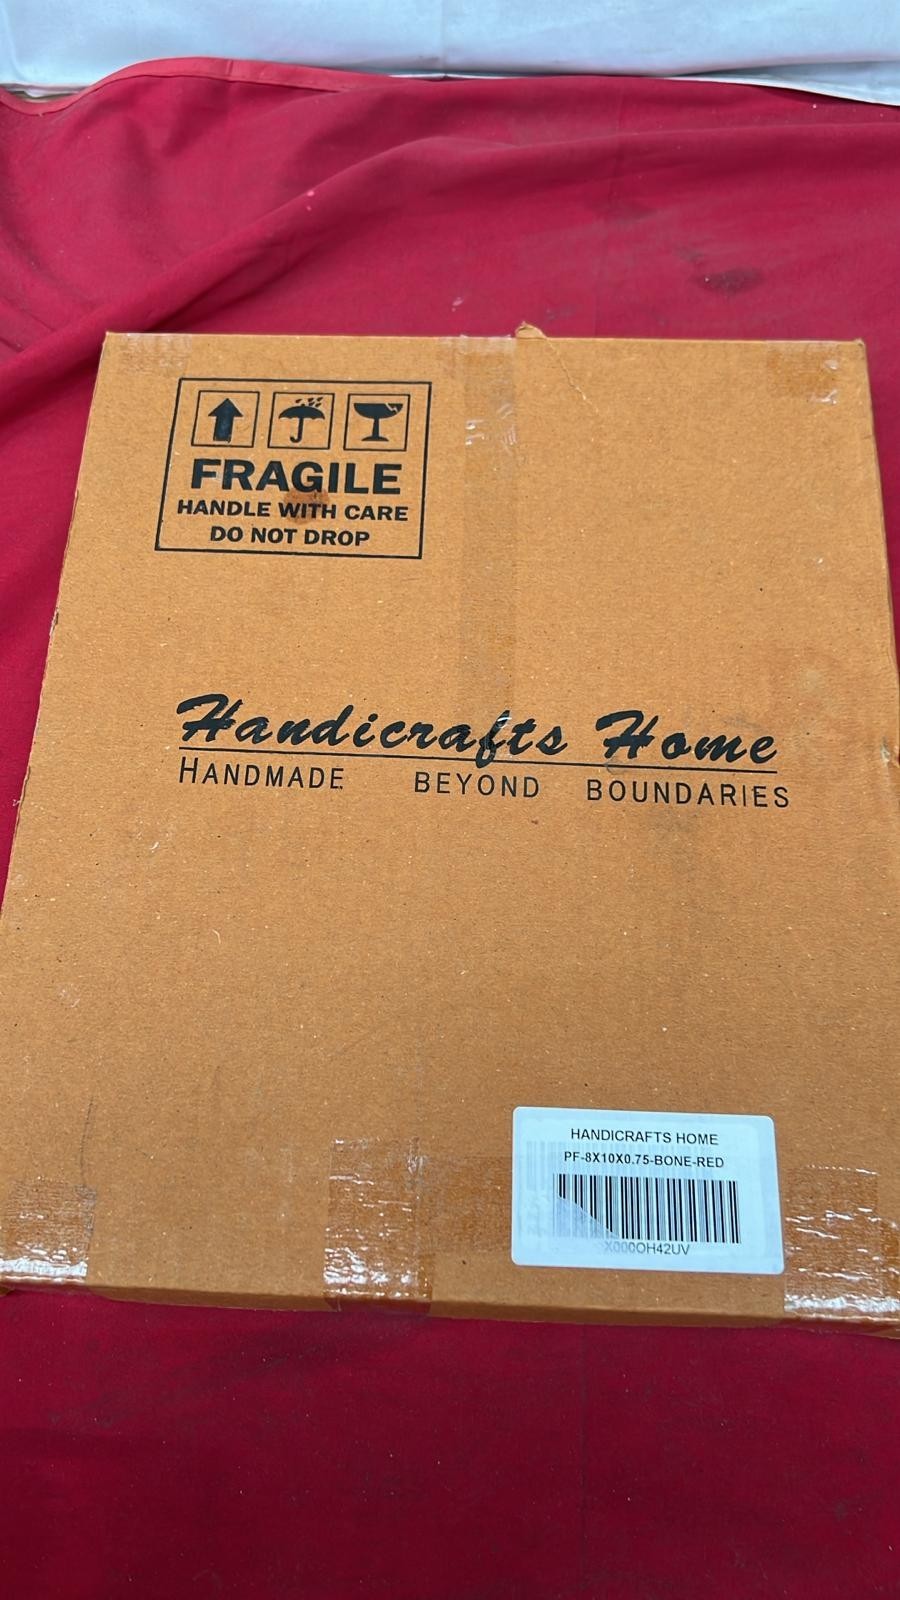 FRAGILE
HANDLE WITH CARE
DO NOT DROP
Handicrafts Home
HANDMADE BEYOND BOUNDARIES
HANDICRAFTS HOME
PF-8X10X0.75-BONE-RED
X000OH42UV